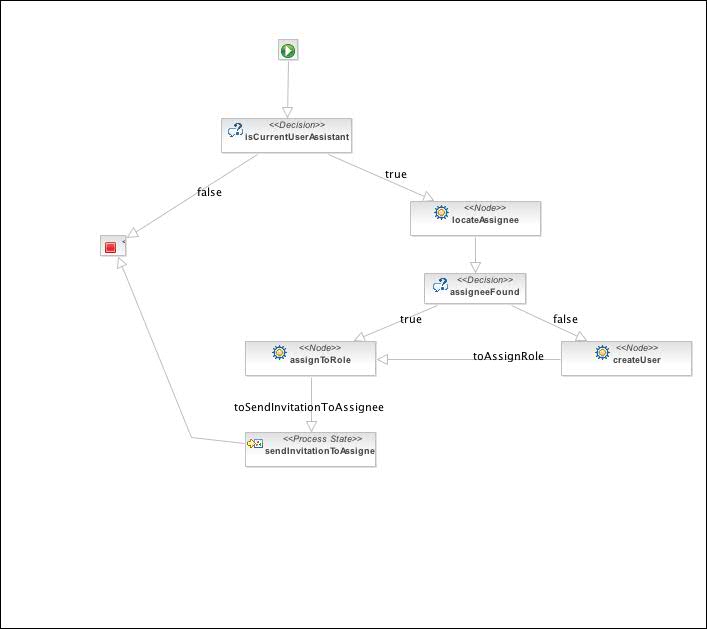 <<Decision>>
isCurrentUserAssistant
true
false
<<Node>>
locateAssignee
<
<<Decision>>
assigneeFound
true
false
<<Node>>
assignToRole
toAssignRole
<<Node>>
createUser
toSendInvitationToAssignee
<<Process State>>
sendInvitationToAssigne